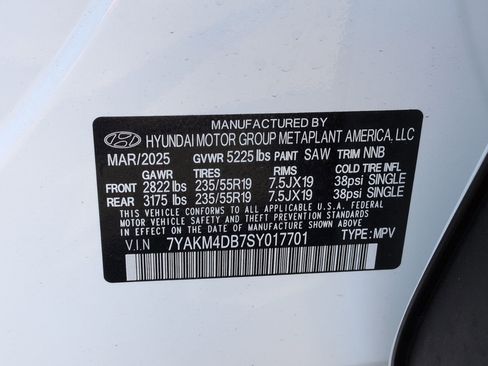 MANUFACTURED BY
HYUNDAI MOTOR GROUP METAPLANT AMERICA, LLC
MAR/2025 GVWR 5225 lbs PAINT SAW TRIM NNB
GAWR TIRES RIMS COLD TIRE INFL
FRONT 2822 lbs 235/55R19 7.5JX19 38psi SINGLE
REAR 3175 lbs 235/55R19 7.5JX19 38psi SINGLE
THIS VEHICLE CONFORMS TO ALL APPLICABLE U.S. FEDERAL
MOTOR VEHICLE SAFETY, BUMPER, AND THEFT PREVENTION
STANDARDS IN EFFECT ON THE DATE OF MANUFACTURE SHOWN ABOVE.
V.I.N 7YAKM4DB7SY017701 TYPE: MPV